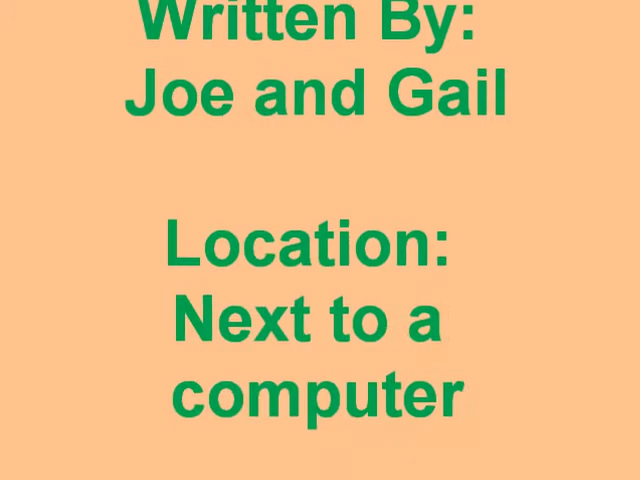 Written By:
Joe and Gail
Location:
Next to a
computer